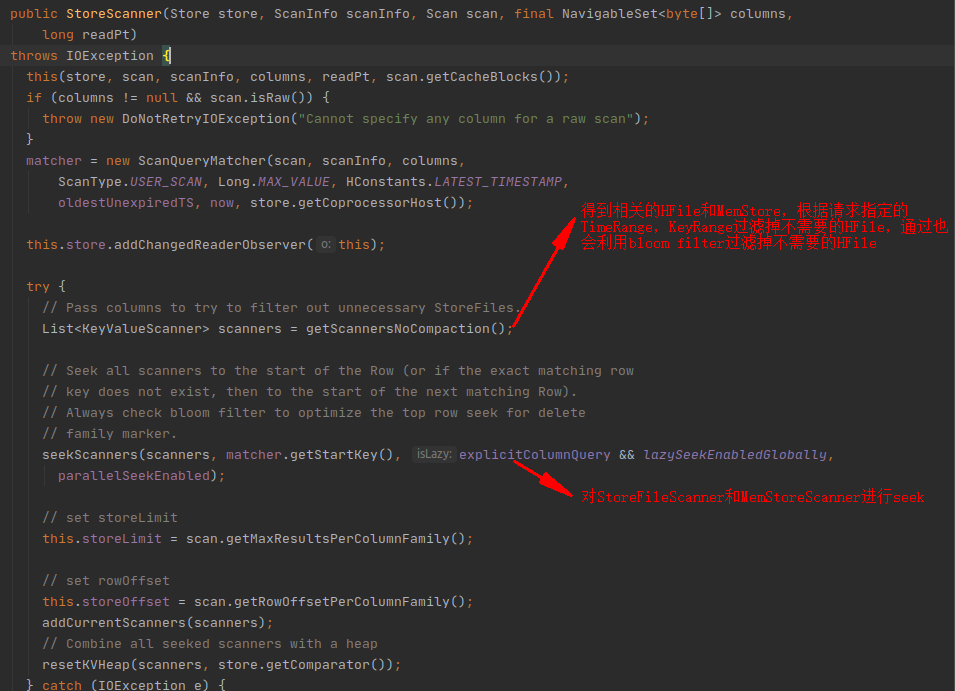 public StoreScanner(Store store, ScanInfo scanInfo, Scan scan, final NavigableSet<byte[]> columns,
long readPt)
throws IOException {
this(store, scan, scanInfo, columns, readPt, scan.getCacheBlocks());
if (columns != null && scan.isRaw()) {
throw new DoNotRetryIOException("Cannot specify any column for a raw scan");
}
matcher = new ScanQueryMatcher(scan, scanInfo, columns,
ScanType.USER_SCAN, Long.MAX_VALUE, HConstants.LATEST_TIMESTAMP,
oldestUnexpiredTS, now, store.getCoprocessorHost());
得到相关的HFile和MemStore，根据请求指定的
TimeRange，KeyRange过滤掉不需要的HFile，通过也
会利用bloom filter过滤掉不需要的HFile
this.store.addChangedReaderObserver( o: this);
try {
// Pass columns to try to filter out unnecessary StoreFiles.
List<KeyValueScanner> scanners = getScannersNoCompaction();
// Seek all scanners to the start of the Row (or if the exact matching row
// key does not exist, then to the start of the next matching Row).
// Always check bloom filter to optimize the top row seek for delete
// family marker.
seekScanners(scanners, matcher.getStartKey(), isLazy: explicitColumnQuery && lazySeekEnabledGlobally,
parallelSeekEnabled);
对StoreFileScanner和MemStoreScanner进行seek
// set storeLimit
this.storeLimit = scan.getMaxResultsPerColumnFamily();
// set rowOffset
this.storeOffset = scan.getRowOffsetPerColumnFamily();
addCurrentScanners(scanners);
// Combine all seeked scanners with a heap
resetKVHeap(scanners, store.getComparator());
} catch (IOException e) {